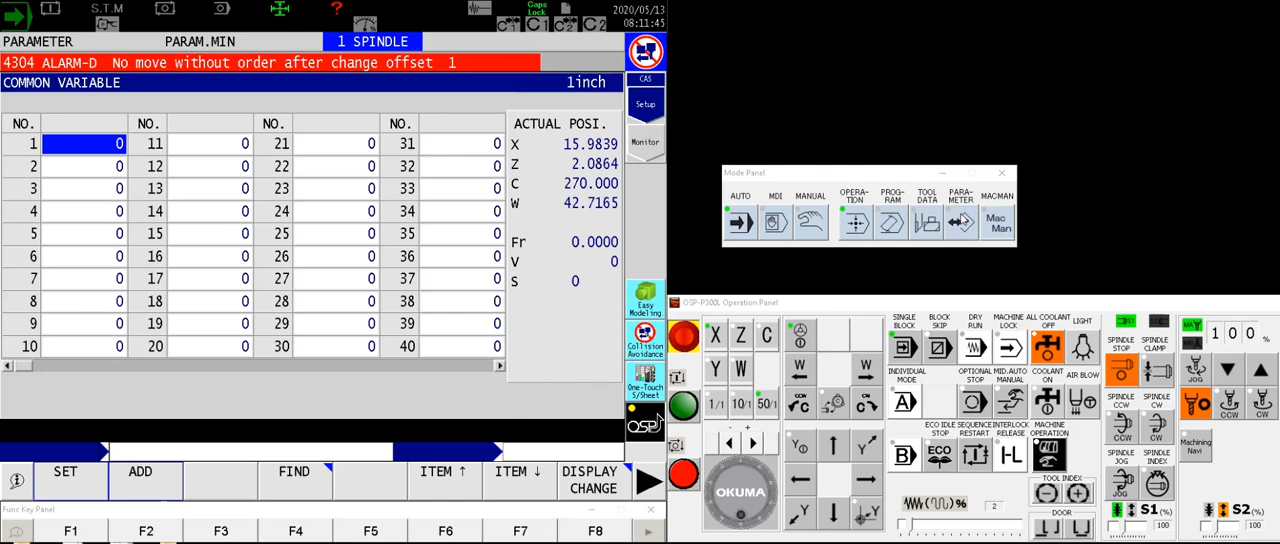 S.T.M
?
Caps
Lock
2020/05/13
08:11:45
PARAMETER PARAM.MIN 1 SPINDLE
4304 ALARM-D No move without order after change offset 1
COMMON VARIABLE 1inch
CAS
Setup
Monitor
NO. NO. NO. NO. ACTUAL POSI.
1 0 11 0 21 0 31 0
2 0 12 0 22 0 32 0
3 0 13 0 23 0 33 0
4 0 14 0 24 0 34 0
5 0 15 0 25 0 35 0
6 0 16 0 26 0 36 0
7 0 17 0 27 0 37 0
8 0 18 0 28 0 38 0
9 0 19 0 29 0 39 0
10 0 20 0 30 0 40 0
X 15.9839
Z 2.0864
C 270.000
W 42.7165
Fr 0.0000
V 0
S 0
Easy
Modeling
Collision
Avoidance
One-Touch
S/Sheet
OSP
SET ADD FIND ITEM ↑ ITEM ↓ DISPLAY
CHANGE
Func Key Panel
F1 F2 F3 F4 F5 F6 F7 F8
Mode Panel
AUTO MDI MANUAL OPERA-
TION PROG-
RAM TOOL
DATA PARA-
METER MACMAN
Mac
Man
OSP-P300L Operation Panel
X Z C
Y W
1/1 10/1 50/1
- +
OKUMA
W W
C C
Y Y
Y Y
SINGLE
BLOCK BLOCK
SKIP DRY
RUN MACHINE
LOCK ALL COOLANT
OFF LIGHT
INDIVIDUAL
MODE OPTIONAL
STOP MID.AUTO
MANUAL COOLANT
ON AIR BLOW
A
ECO IDLE
STOP SEQUENCE
RESTART INTERLOCK
RELEASE MACHINE
OPERATION
B ECO
TOOL INDEX
% 2
DOOR
SPINDLE
STOP SPINDLE
CLAMP
SPINDLE
CCW SPINDLE
CW
CCW CW
SPINDLE
JOG SPINDLE
INDEX
JOG
S1 (%) 100
100 %
JOG
CCW CW
Machining
Navi
S2 (%) 100